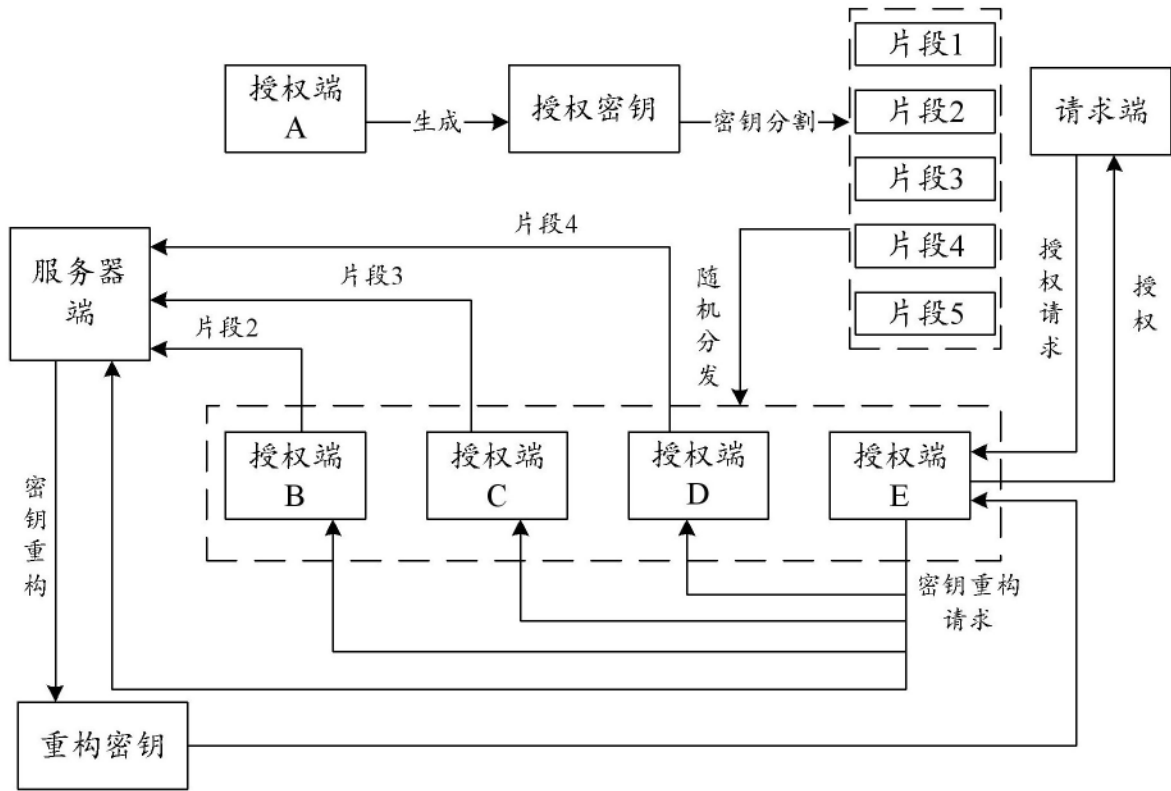 片段1
授权端
A
生成
授权密钥
密钥分割
片段2
请求端
片段3
片段4
片段4
服务器
端
片段3
片段2
随机分发
片段5
授权请求
授权
授权端
B
授权端
C
授权端
D
授权端
E
密钥重构
密钥重构
请求
重构密钥